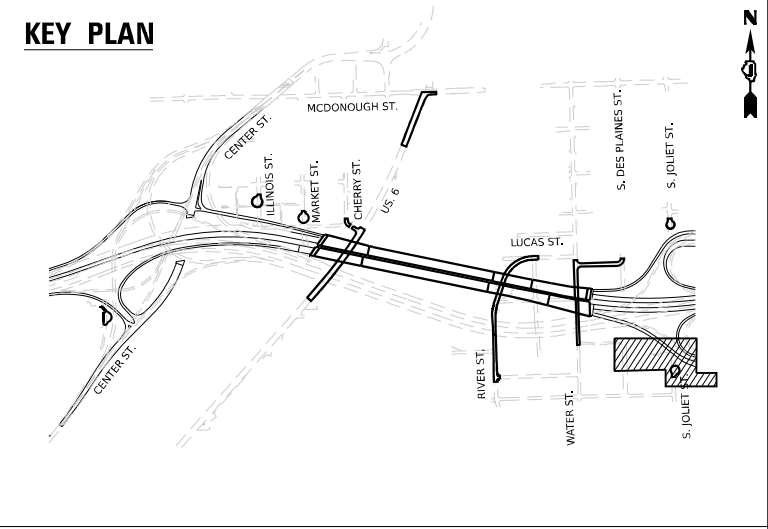 KEY PLAN
N
MCDONOUGH ST.
CENTER ST.
ILLINOIS ST.
MARKET ST.
CHERRY ST.
US. 6
S. DES PLAINES ST.
S. JOLIET ST.
LUCAS ST.
CENTER ST.
RIVER ST.
WATER ST.
S. JOLIET ST.